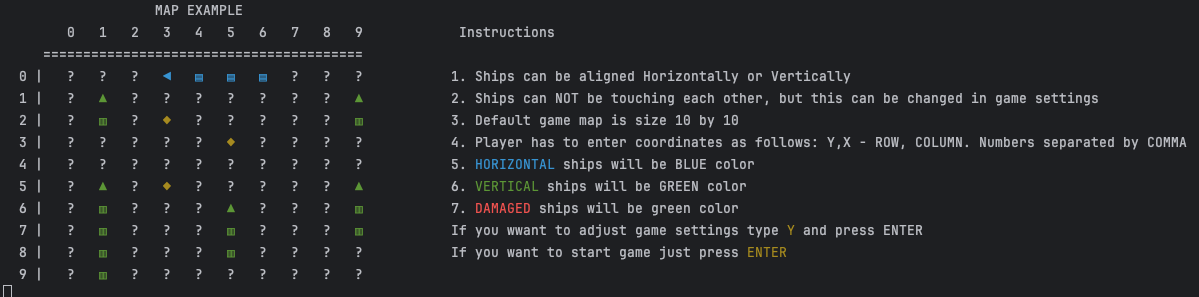 MAP EXAMPLE
0 1 2 3 4 5 6 7 8 9 Instructions
==========================================
0 | ? ? ? ◄ ▤ ▤ ▤ ? ? ? 1. Ships can be aligned Horizontally or Vertically
1 | ? ▲ ? ? ? ? ? ? ? ▲ 2. Ships can NOT be touching each other, but this can be changed in game settings
2 | ? ▥ ? ◆ ? ? ? ? ? ▥ 3. Default game map is size 10 by 10
3 | ? ? ? ? ? ◆ ? ? ? ? 4. Player has to enter coordinates as follows: Y,X - ROW, COLUMN. Numbers separated by COMMA
4 | ? ? ? ? ? ? ? ? ? ? 5. HORIZONTAL ships will be BLUE color
5 | ? ▲ ? ◆ ? ? ? ? ? ▲ 6. VERTICAL ships will be GREEN color
6 | ? ▥ ? ? ? ▲ ? ? ? ▥ 7. DAMAGED ships will be green color
7 | ? ▥ ? ? ? ▥ ? ? ? ▥ If you wwant to adjust game settings type Y and press ENTER
8 | ? ▥ ? ? ? ▥ ? ? ? ? If you want to start game just press ENTER
9 | ? ▥ ? ? ? ? ? ? ? ?